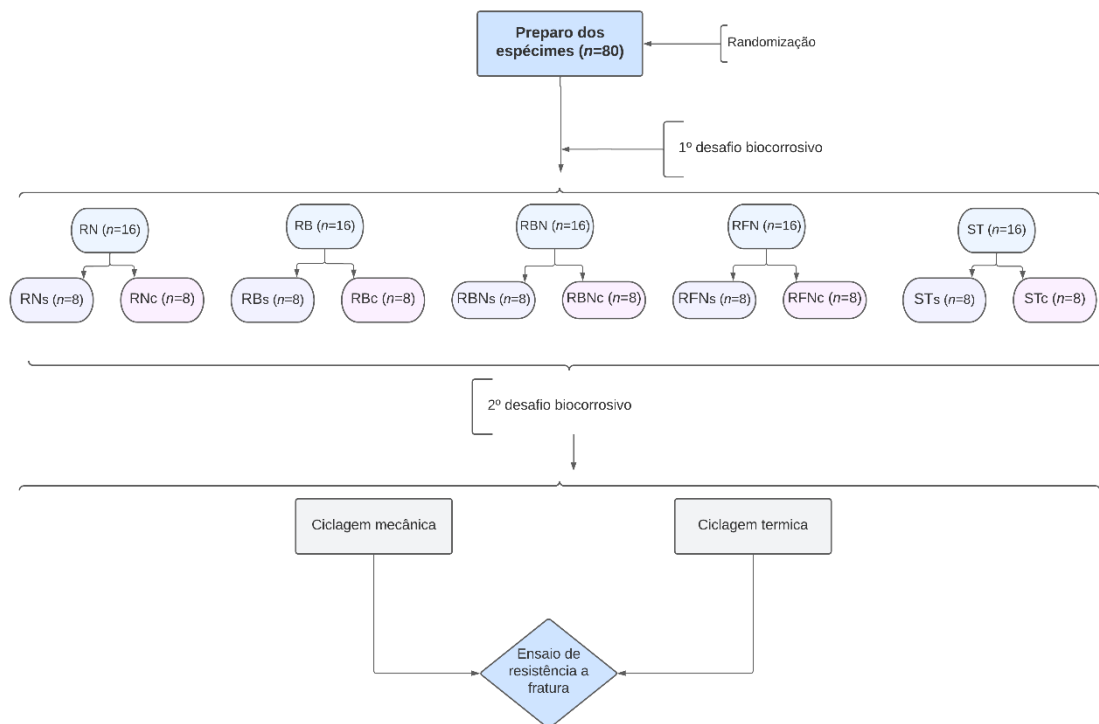 Preparo dos
espécimes (n=80)
Randomização
1º desafio biocorrosivo
RN (n=16)
RB (n=16)
RBN (n=16)
RFN (n=16)
ST (n=16)
RNs (n=8)
RNc (n=8)
RBs (n=8)
RBc (n=8)
RBNs (n=8)
RBNc(n=8)
RFNs (n=8)
RFNc (n=8)
STs (n=8)
STc (n=8)
2º desafio biocorrosivo
Ciclagem mecânica
Ciclagem termica
Ensaio de
resistência a
fratura